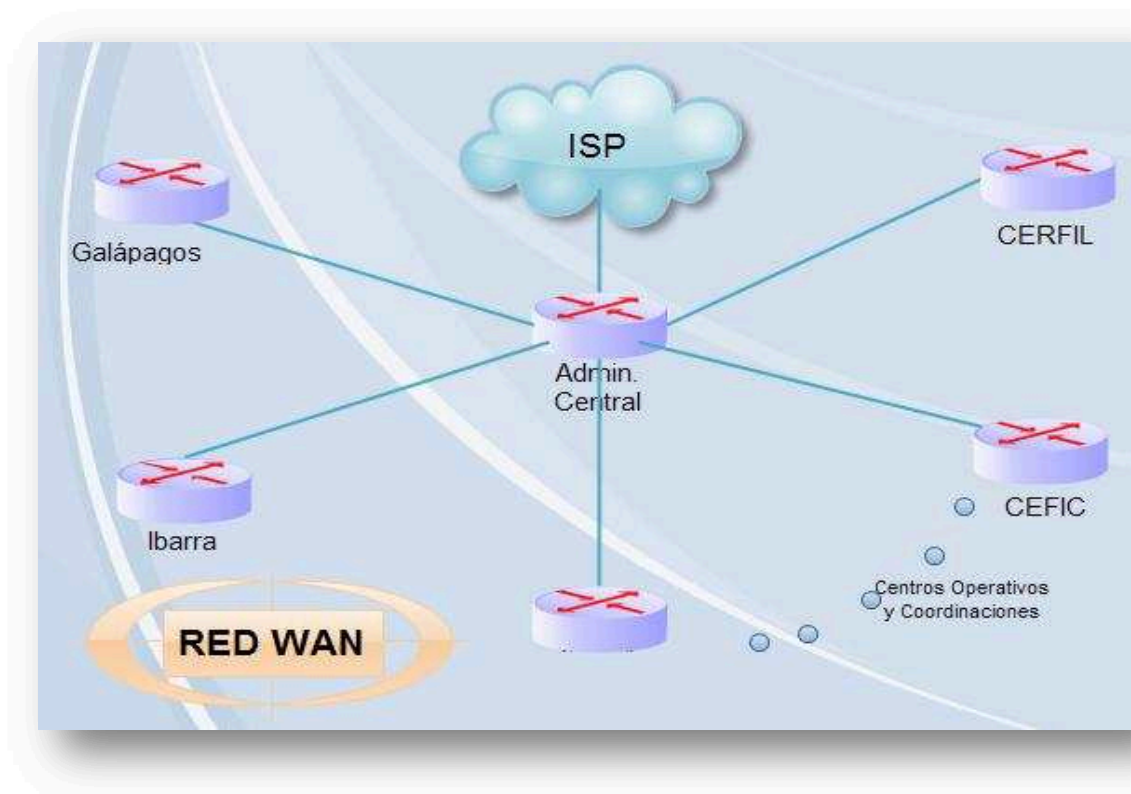 ISP
Galápagos
CERFIL
Admin.
Central
Ibarra
CEFIC
Centros Operativos
y Coordinaciones
RED WAN